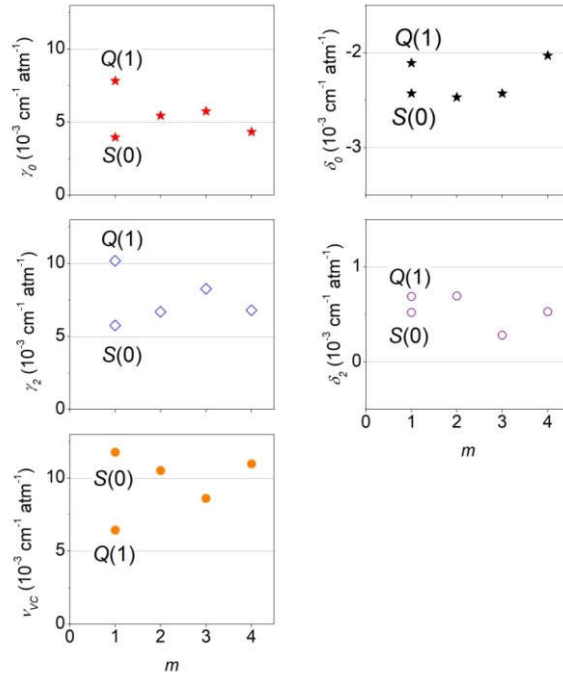 γ₀ (10⁻³ cm⁻¹ atm⁻¹)
10
5
0
Q(1)
S(0)
δ₀ (10⁻³ cm⁻¹ atm⁻¹)
-2
-3
Q(1)
S(0)
γ₂ (10⁻³ cm⁻¹ atm⁻¹)
10
5
0
Q(1)
S(0)
δ₂ (10⁻³ cm⁻¹ atm⁻¹)
1
0
Q(1)
S(0)
0 1 2 3 4
m
ν_VC (10⁻³ cm⁻¹ atm⁻¹)
10
5
0
S(0)
Q(1)
0 1 2 3 4
m